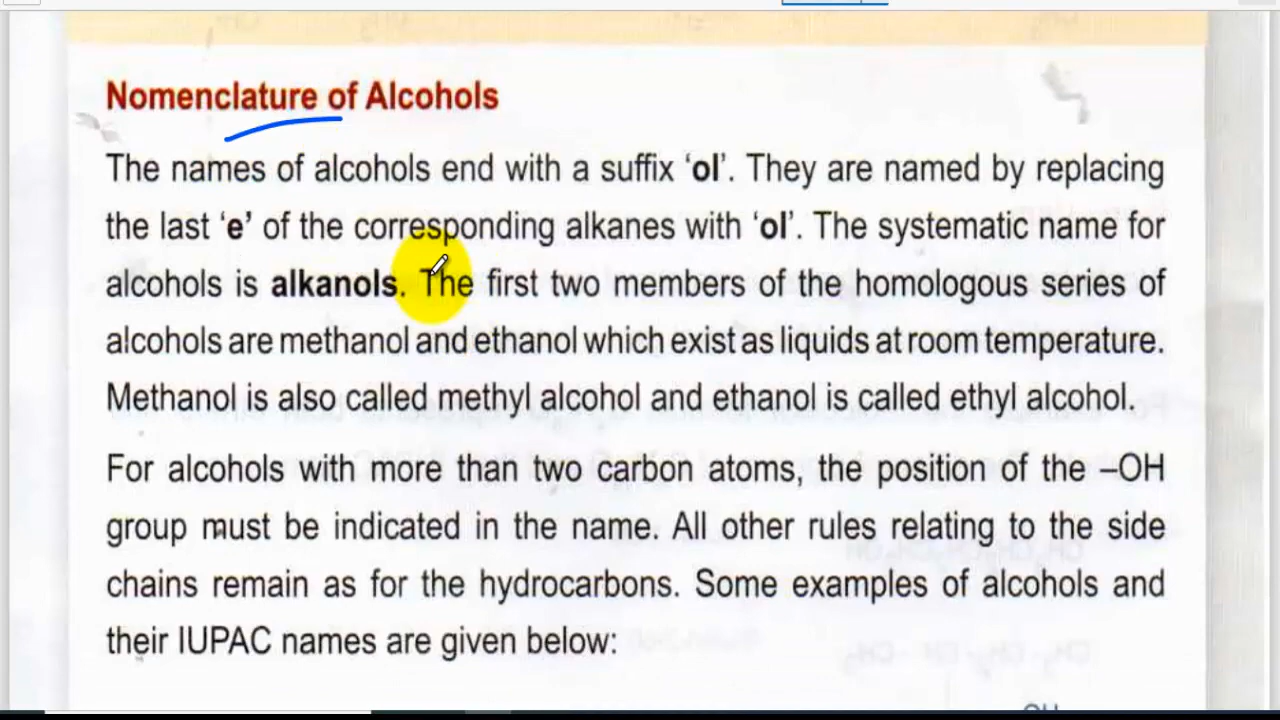 Nomenclature of Alcohols
The names of alcohols end with a suffix ‘ol’. They are named by replacing
the last ‘e’ of the corresponding alkanes with ‘ol’. The systematic name for
alcohols is alkanols. The first two members of the homologous series of
alcohols are methanol and ethanol which exist as liquids at room temperature.
Methanol is also called methyl alcohol and ethanol is called ethyl alcohol.
For alcohols with more than two carbon atoms, the position of the –OH
group must be indicated in the name. All other rules relating to the side
chains remain as for the hydrocarbons. Some examples of alcohols and
their IUPAC names are given below: